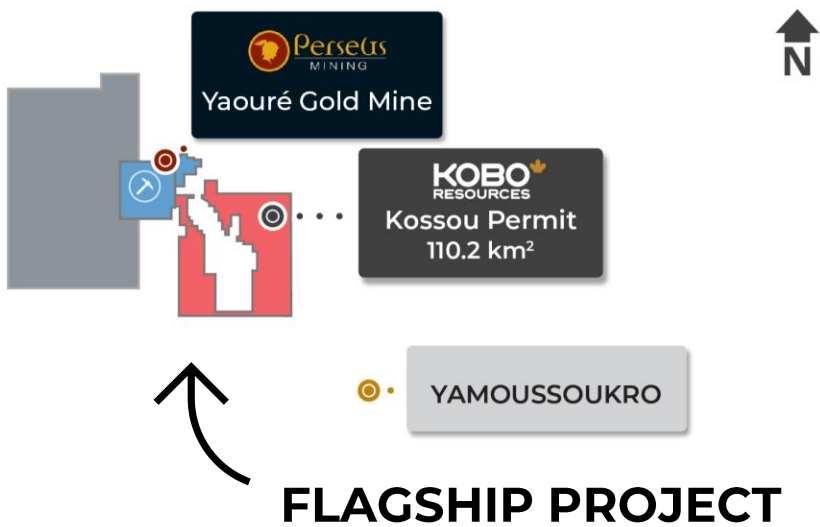 Perseus
MINING
Yaouré Gold Mine
N
KOBO
RESOURCES
Kossou Permit
110.2 km²
YAMOUSSOUKRO
FLAGSHIP PROJECT